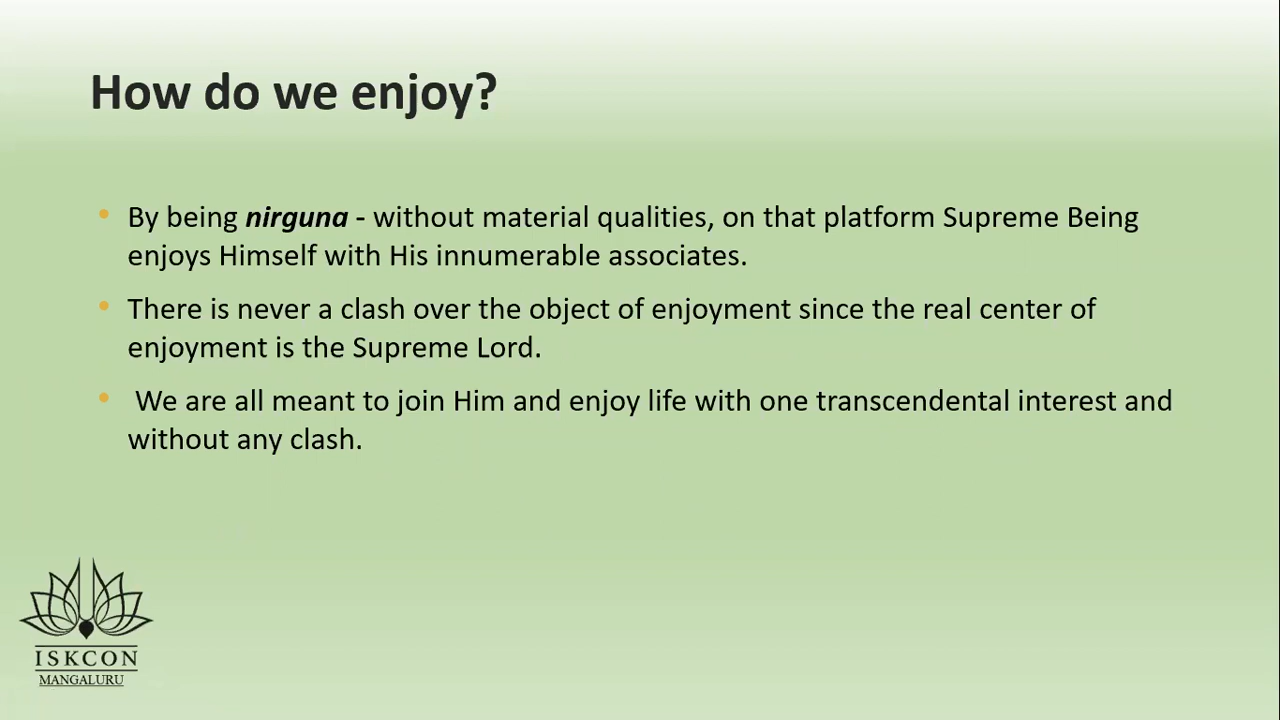 How do we enjoy?
• By being nirguna - without material qualities, on that platform Supreme Being
enjoys Himself with His innumerable associates.
• There is never a clash over the object of enjoyment since the real center of
enjoyment is the Supreme Lord.
• We are all meant to join Him and enjoy life with one transcendental interest and
without any clash.
ISKCON
MANGALURU